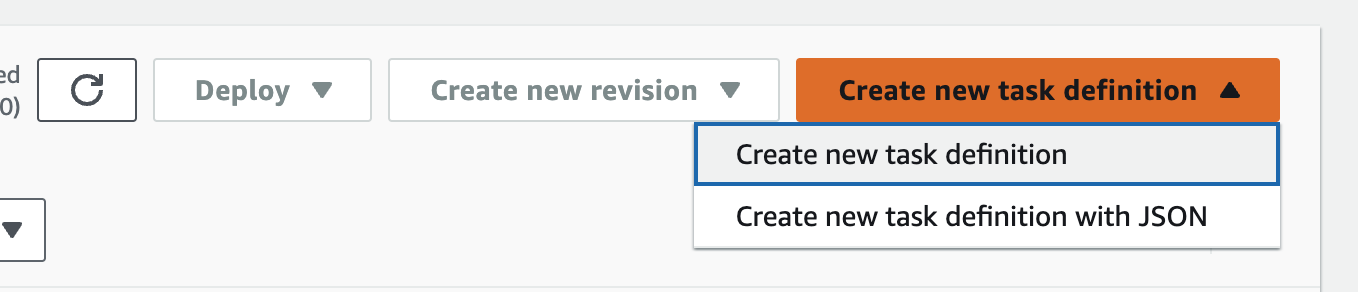 ed
0)
Deploy
Create new revision
Create new task definition
Create new task definition
Create new task definition with JSON